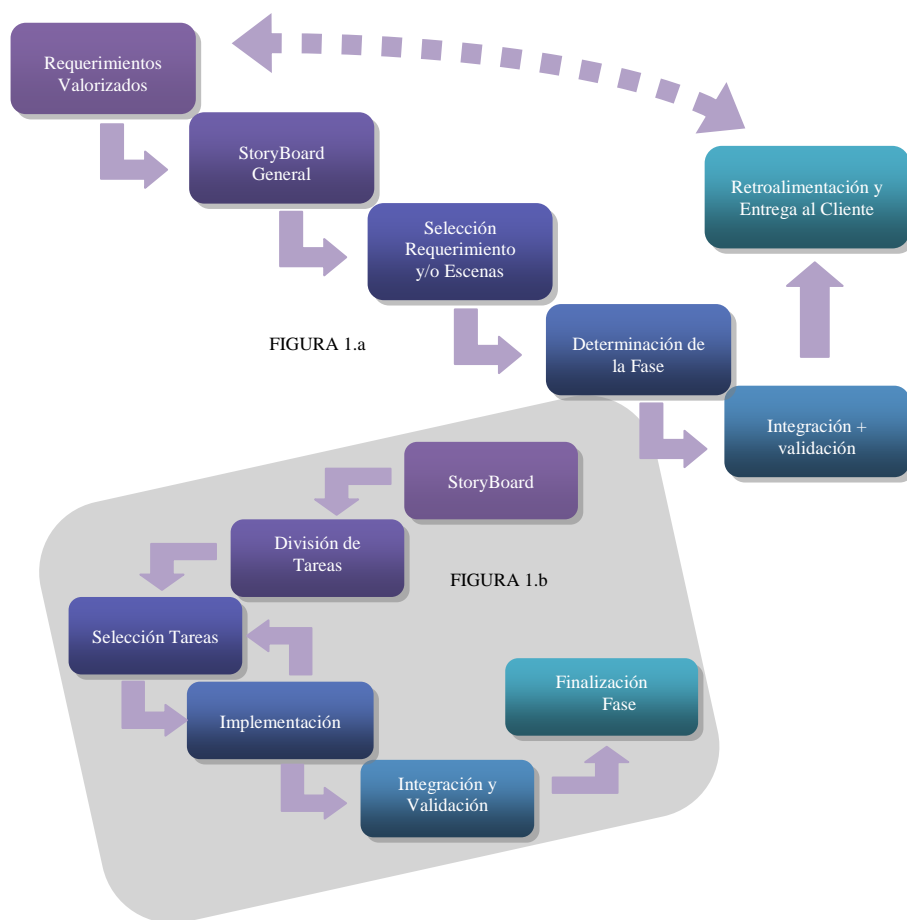 Requerimientos
Valorizados
StoryBoard
General
Retroalimentación y
Entrega al Cliente
Selección
Requerimiento
y/o Escenas
FIGURA 1.a
Determinación de
la Fase
Integración +
validación
StoryBoard
División de
Tareas
FIGURA 1.b
Selección Tareas
Implementación
Finalización
Fase
Integración y
Validación